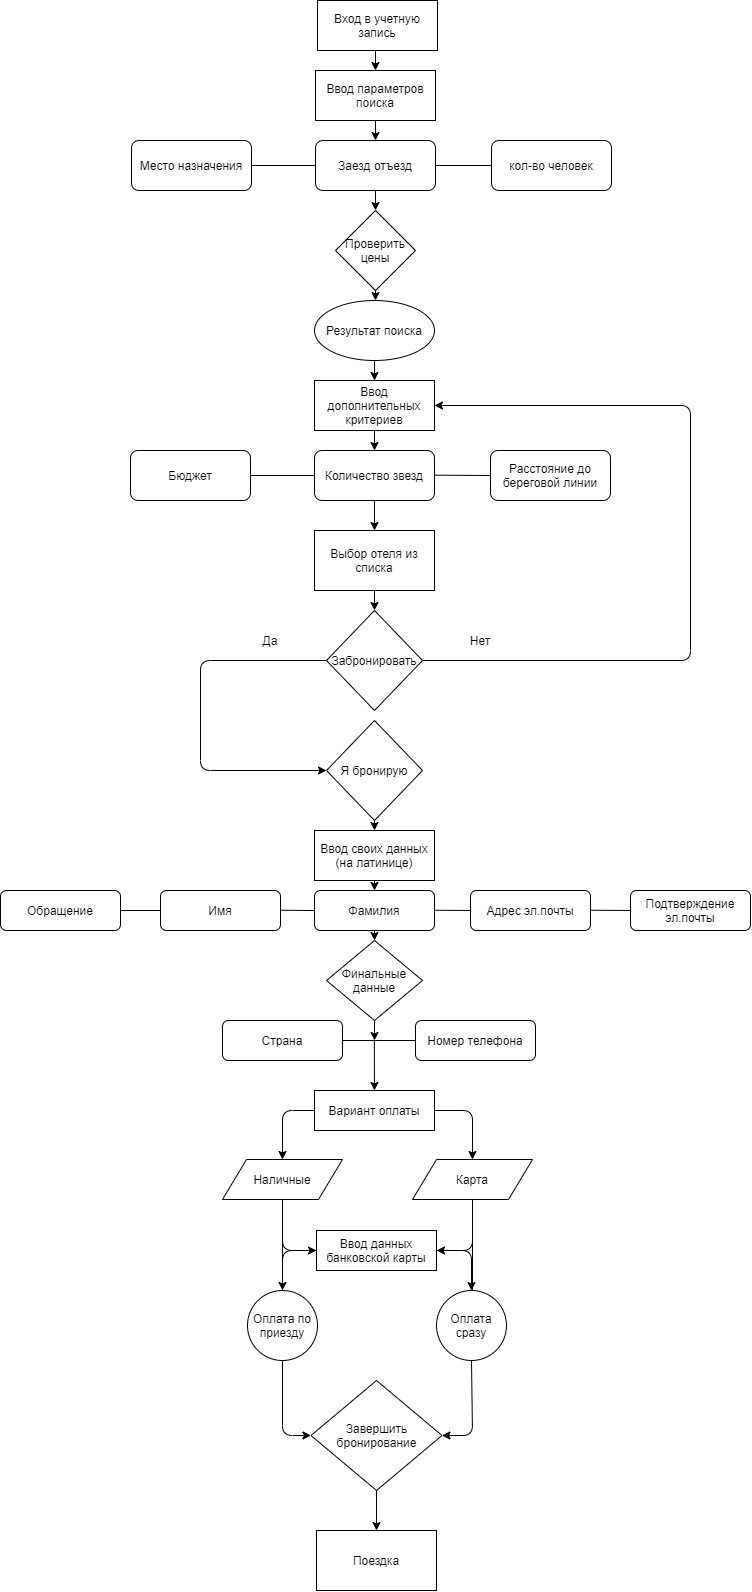 Вход в учетную
запись
Ввод параметров
поиска
Место назначения
Заезд отъезд
кол-во человек
Проверить
цены
Результат поиска
Ввод
дополнительных
критериев
Бюджет
Количество звезд
Расстояние до
береговой линии
Выбор отеля из
списка
Да
Нет
Забронировать
Я бронирую
Ввод своих данных
(на латинице)
Обращение
Имя
Фамилия
Адрес эл.почты
Подтверждение
эл.почты
Финальные
данные
Страна
Номер телефона
Вариант оплаты
Наличные
Карта
Ввод данных
банковской карты
Оплата по
приезду
Оплата
сразу
Завершить
бронирование
Поездка